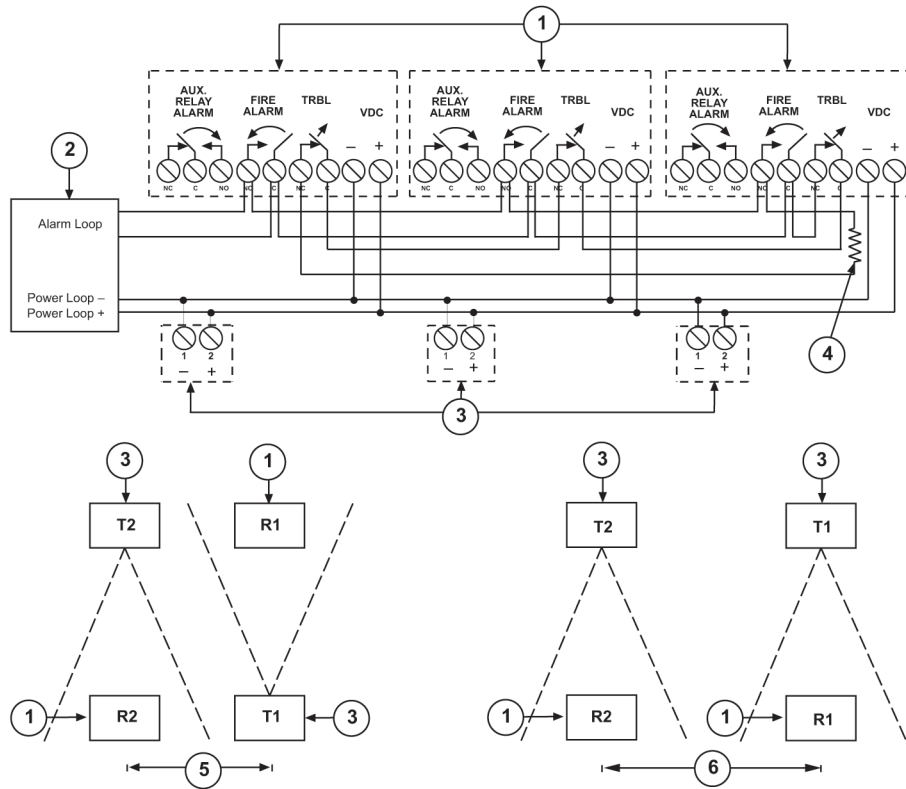 1
AUX.
RELAY
ALARM
FIRE
ALARM
TRBL
VDC
– +
NC C NO NO C NC C
AUX.
RELAY
ALARM
FIRE
ALARM
TRBL
VDC
– +
NC C NO NO C NC C
AUX.
RELAY
ALARM
FIRE
ALARM
TRBL
VDC
– +
NC C NO NO C NC C
2
Alarm Loop
Power Loop –
Power Loop +
4
1 2
– +
1 2
– +
1 2
– +
3
3 1 3 3
T2 R1 T2 T1
1 R2 T1 3 1 R2 1 R1
5 6